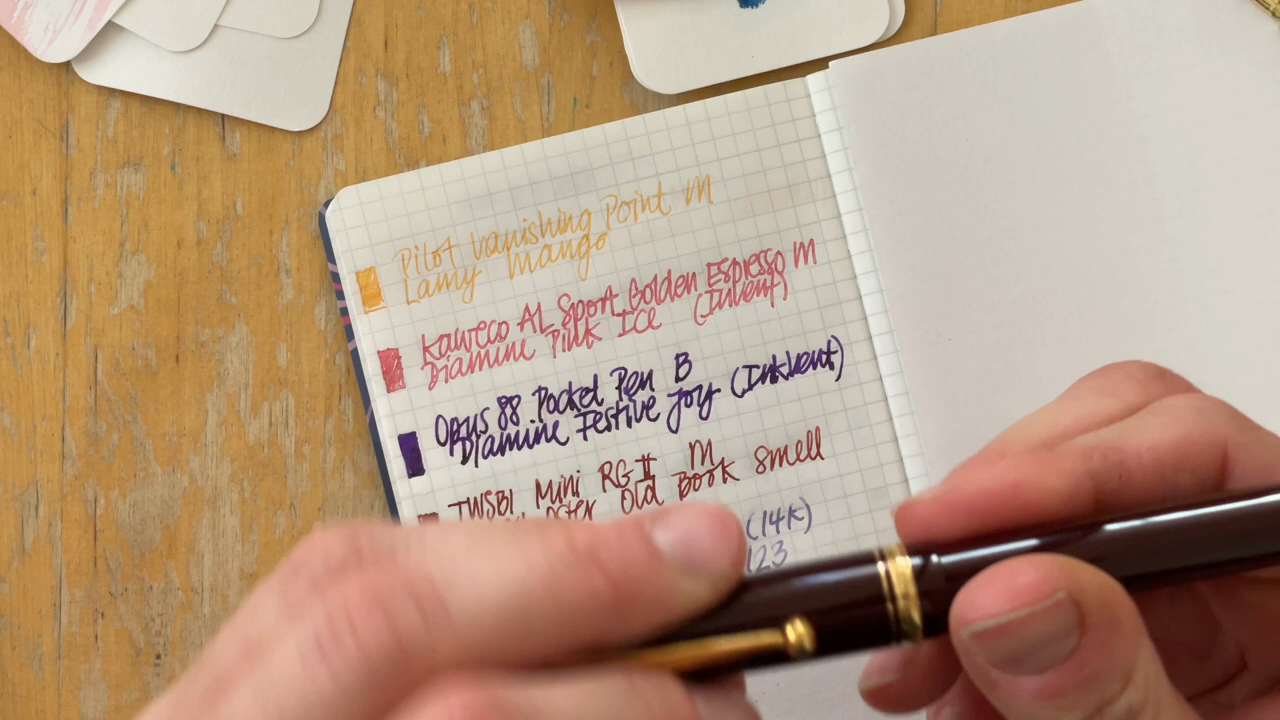 Pilot Vanishing Point M
Lamy mango
Kaweco AL Sport Golden Espresso M
Diamine Pink Ice (Inkvent)
Opus 88 Pocket Pen B
Diamine Festive Joy (Inkvent)
TWSBI Mini RG II M
Old Book Smell
(14K)
123